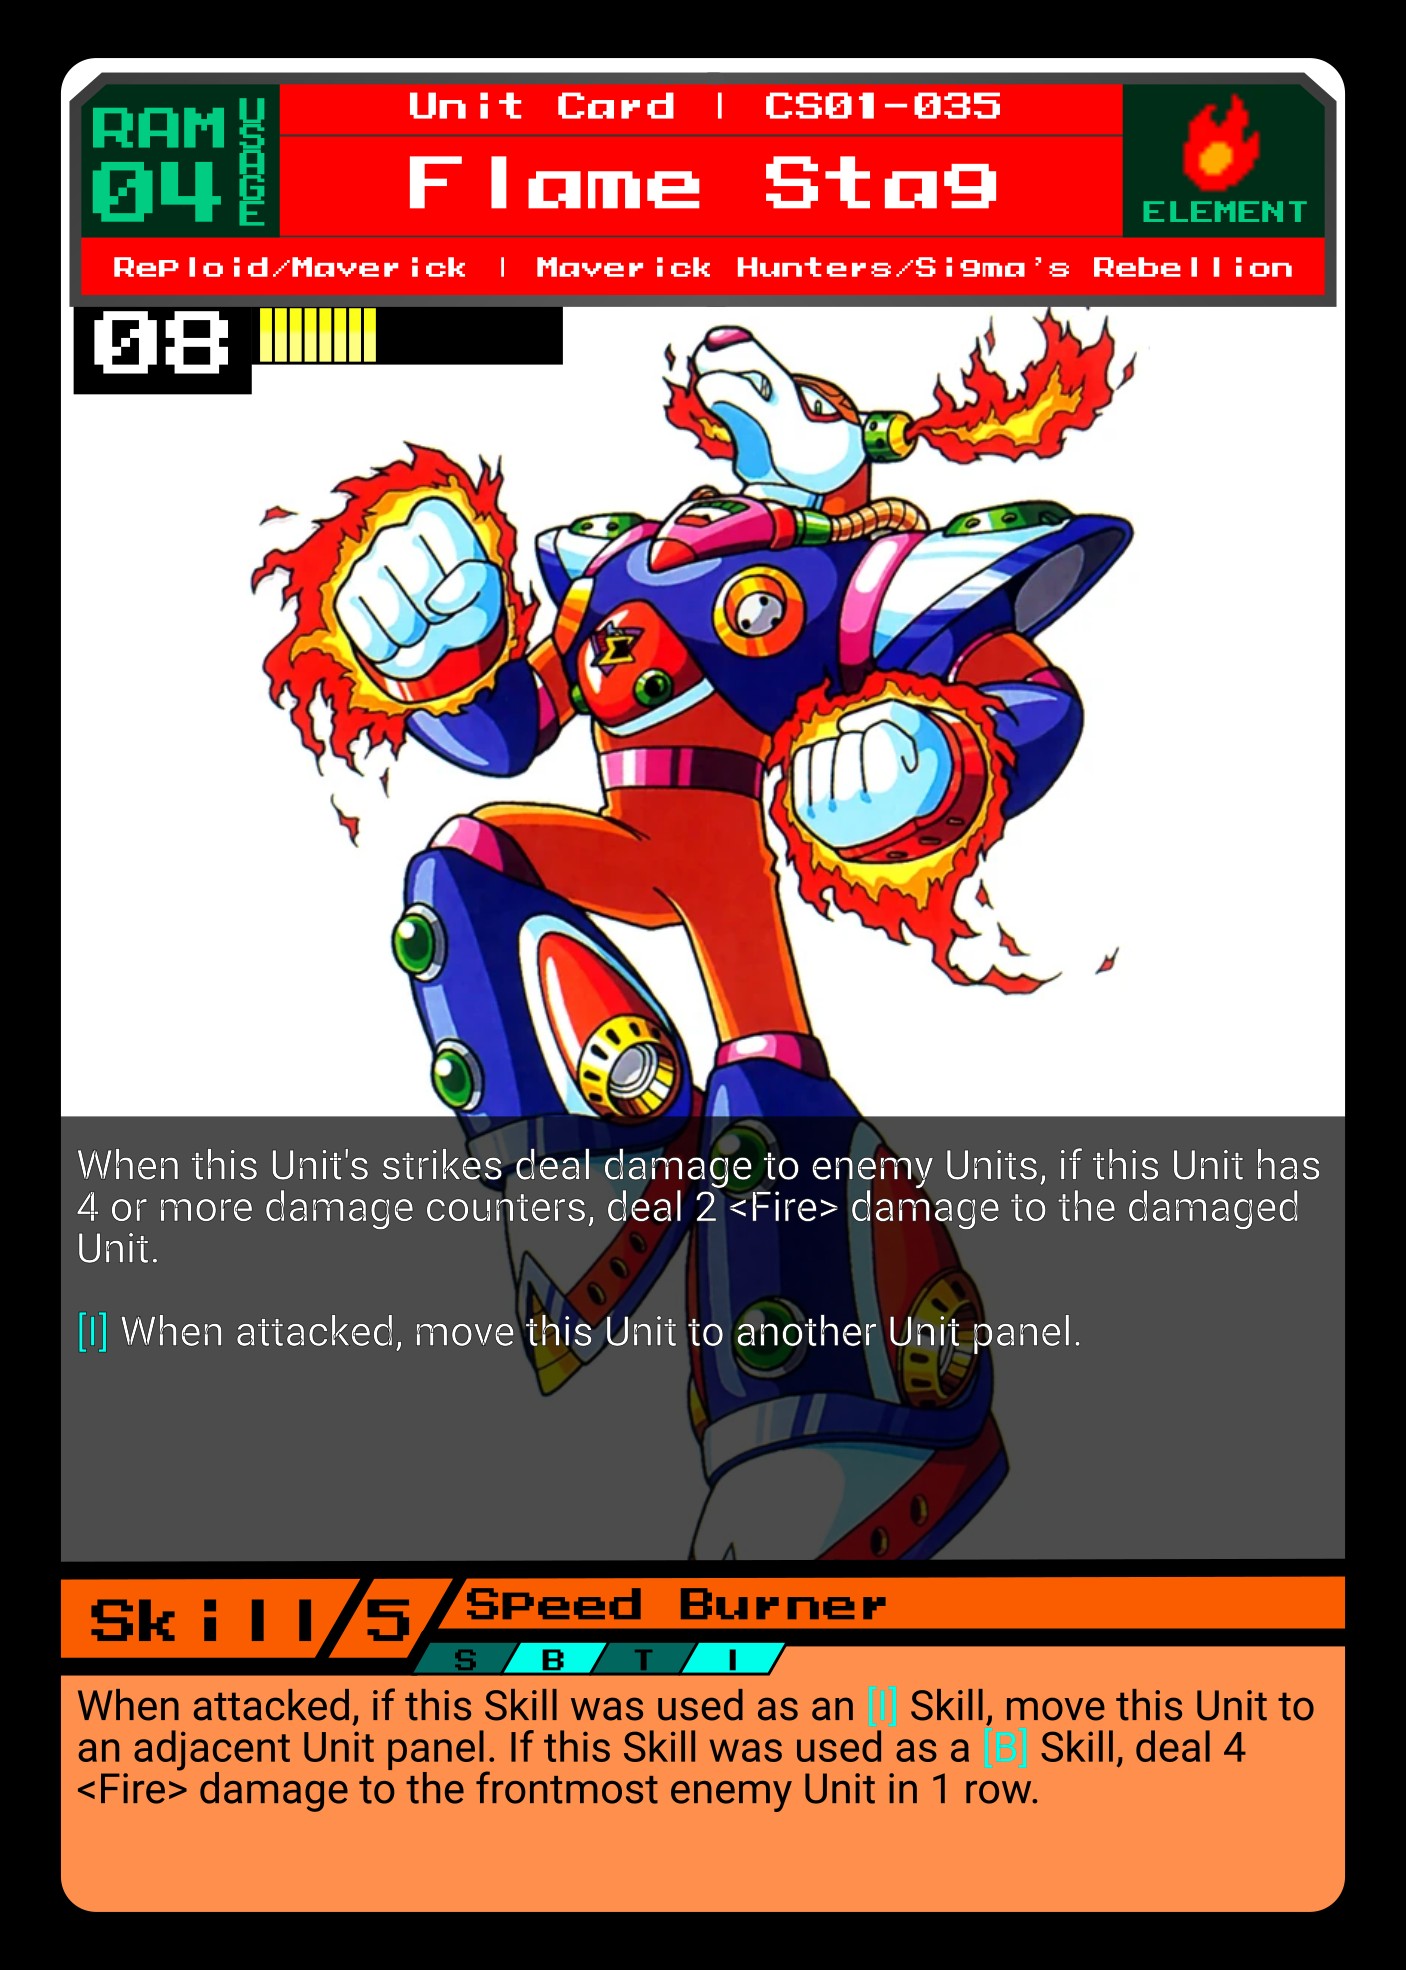 RAM
04
USAGE
Unit Card | CS01-035
Flame Stag
ELEMENT
Reploid/Maverick | Maverick Hunters/Sigma's Rebellion
08
When this Unit's strikes deal damage to enemy Units, if this Unit has
4 or more damage counters, deal 2 <Fire> damage to the damaged
Unit.
[I] When attacked, move this Unit to another Unit panel.
Skill/5
Speed Burner
S B T I
When attacked, if this Skill was used as an [I] Skill, move this Unit to
an adjacent Unit panel. If this Skill was used as a [B] Skill, deal 4
<Fire> damage to the frontmost enemy Unit in 1 row.